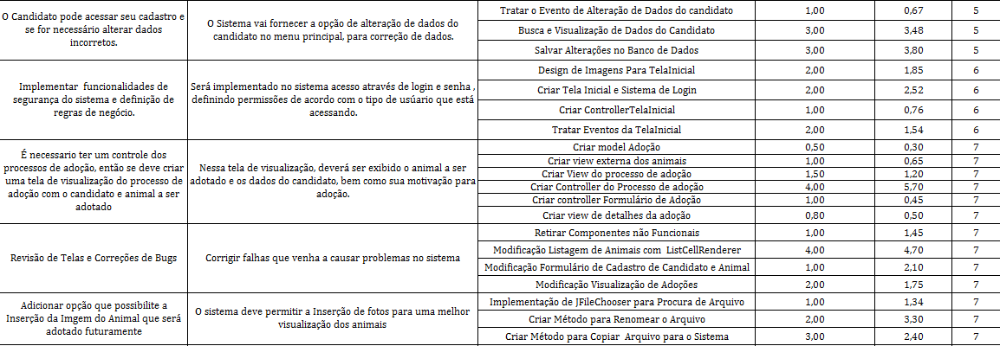 O Candidato pode acessar seu cadastro e
se for necessário alterar dados
incorretos.
O Sistema vai fornecer a opção de alteração de dados do
candidato no menu principal, para correção de dados.
Tratar o Evento de Alteração de Dados do candidato 1,00 0,67 5
Busca e Visualização de Dados do Candidato 3,00 3,48 5
Salvar Alterações no Banco de Dados 3,00 3,80 5
Implementar funcionalidades de
segurança do sistema e definição de
regras de negócio.
Será implementado no sistema acesso através de login e senha ,
definindo permissões de acordo com o tipo de usúario que está
acessando.
Design de Imagens Para TelaInicial 2,00 1,85 6
Criar Tela Inicial e Sistema de Login 2,00 2,52 6
Criar ControllerTelaInicial 1,00 0,76 6
Tratar Eventos da TelaInicial 2,00 1,54 6
É necessario ter um controle dos
processos de adoção, então se deve criar
uma tela de visualização do processo de
adoção com o candidato e animal a ser
adotado
Nessa tela de visualização, deverá ser exibido o animal a ser
adotado e os dados do candidato, bem como sua motivação para
adoção.
Criar model Adoção 0,50 0,30 7
Criar view externa dos animais 1,00 0,65 7
Criar View do processo de adoção 1,50 1,20 7
Criar Controller do Processo de adoção 4,00 5,70 7
Criar controller Formulário de Adoção 1,00 0,45 7
Criar view de detalhes da adoção 0,80 0,50 7
Revisão de Telas e Correções de Bugs
Corrigir falhas que venha a causar problemas no sistema
Retirar Componentes não Funcionais 1,00 1,45 7
Modificação Listagem de Animais com ListCellRenderer 4,00 4,70 7
Modificação Formulário de Cadastro de Candidato e Animal 1,00 2,10 7
Modificação Visualização de Adoções 2,00 1,75 7
Adicionar opção que possibilite a
Inserção da Imgem do Animal que será
adotado futuramente
O sistema deve permitir a Inserção de fotos para uma melhor
visualização dos animais
Implementação de JFileChooser para Procura de Arquivo 1,00 1,34 7
Criar Método para Renomear o Arquivo 2,00 3,30 7
Criar Método para Copiar Arquivo para o Sistema 3,00 2,40 7